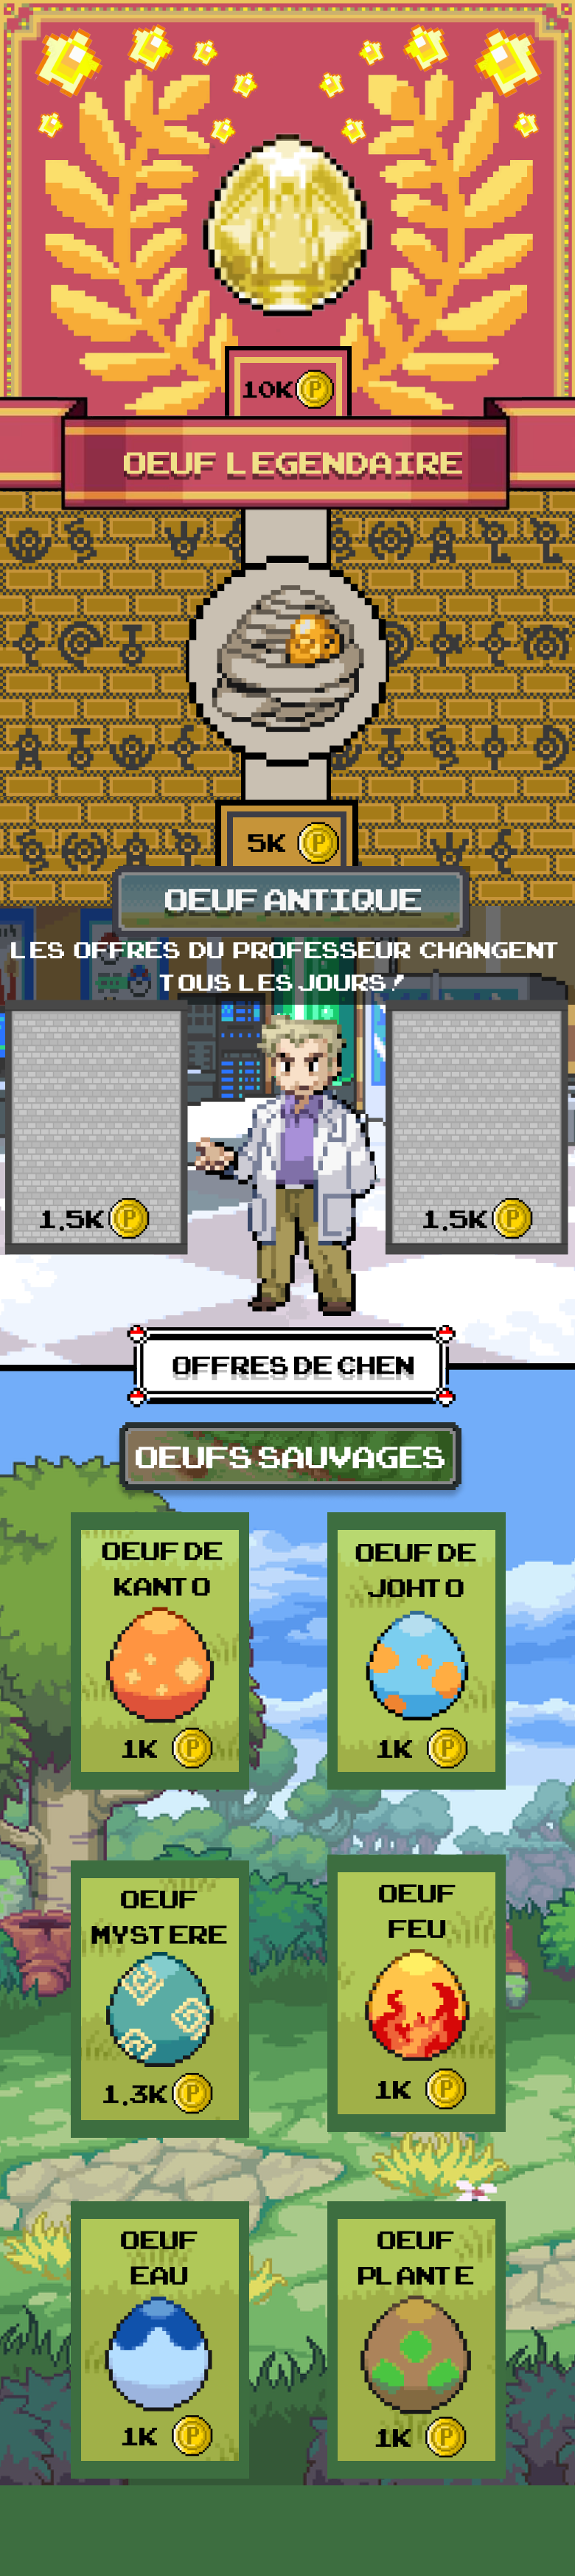 10K P
OEUF LEGENDAIRE
5K P
OEUF ANTIQUE
LES OFFRES DU PROFESSEUR CHANGENT
TOUS LES JOURS !
1.5K P
1.5K P
OFFRES DE CHEN
OEUFS SAUVAGES
OEUF DE
KANTO
1K P
OEUF DE
JOHTO
1K P
OEUF
MYSTERE
1.3K P
OEUF
FEU
1K P
OEUF
EAU
1K P
OEUF
PLANTE
1K P